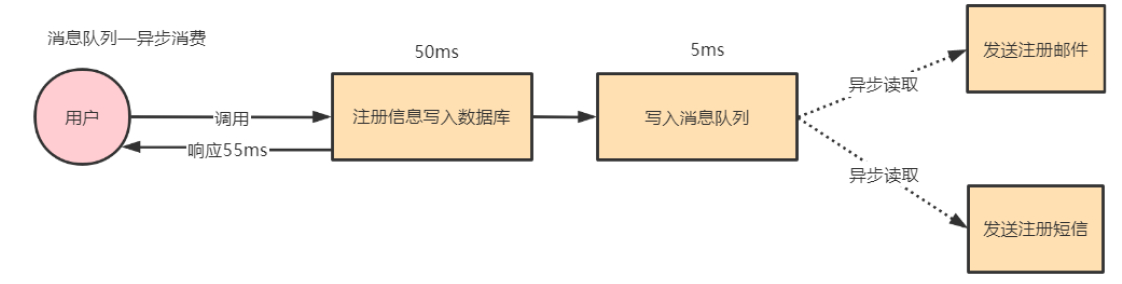 消息队列—异步消费
50ms
5ms
用户
调用
响应55ms
注册信息写入数据库
写入消息队列
异步读取
异步读取
发送注册邮件
发送注册短信